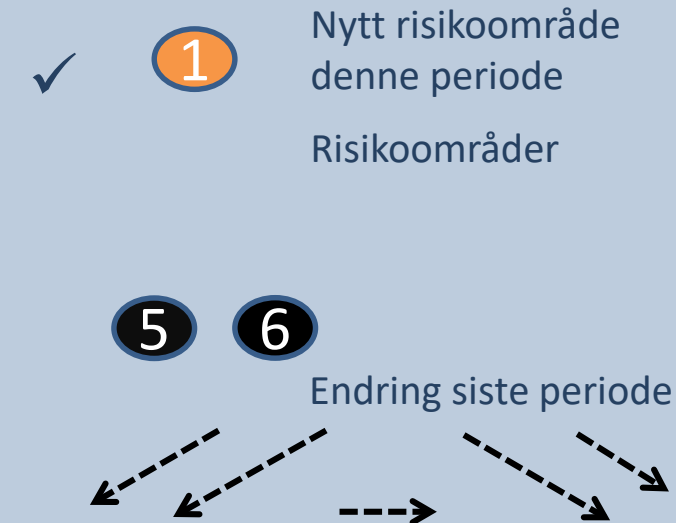 ✓ 1 Nytt risikoområde
denne periode
Risikoområder
5 6
Endring siste periode